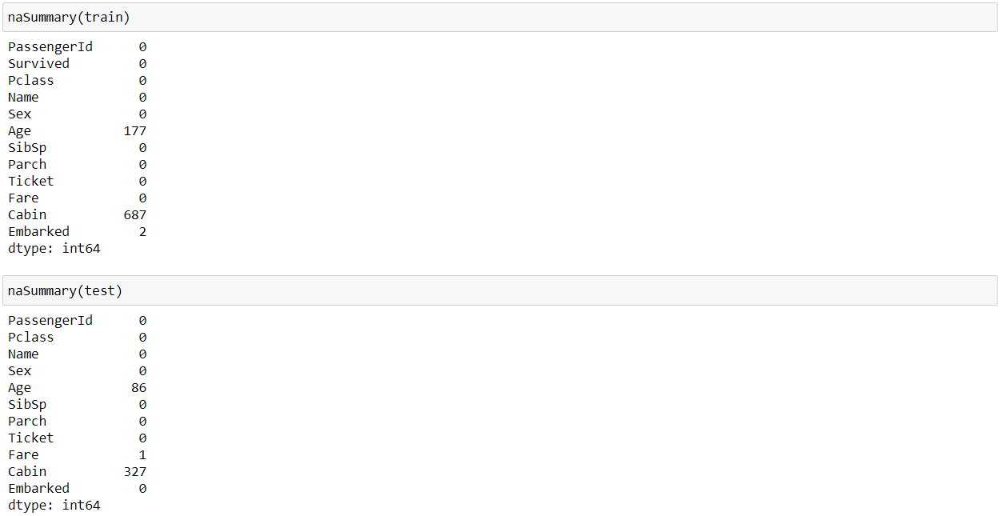 naSummary(train)
PassengerId      0
Survived         0
Pclass           0
Name             0
Sex              0
Age            177
SibSp            0
Parch            0
Ticket           0
Fare             0
Cabin          687
Embarked         2
dtype: int64
naSummary(test)
PassengerId      0
Pclass           0
Name             0
Sex              0
Age             86
SibSp            0
Parch            0
Ticket           0
Fare             1
Cabin          327
Embarked         0
dtype: int64